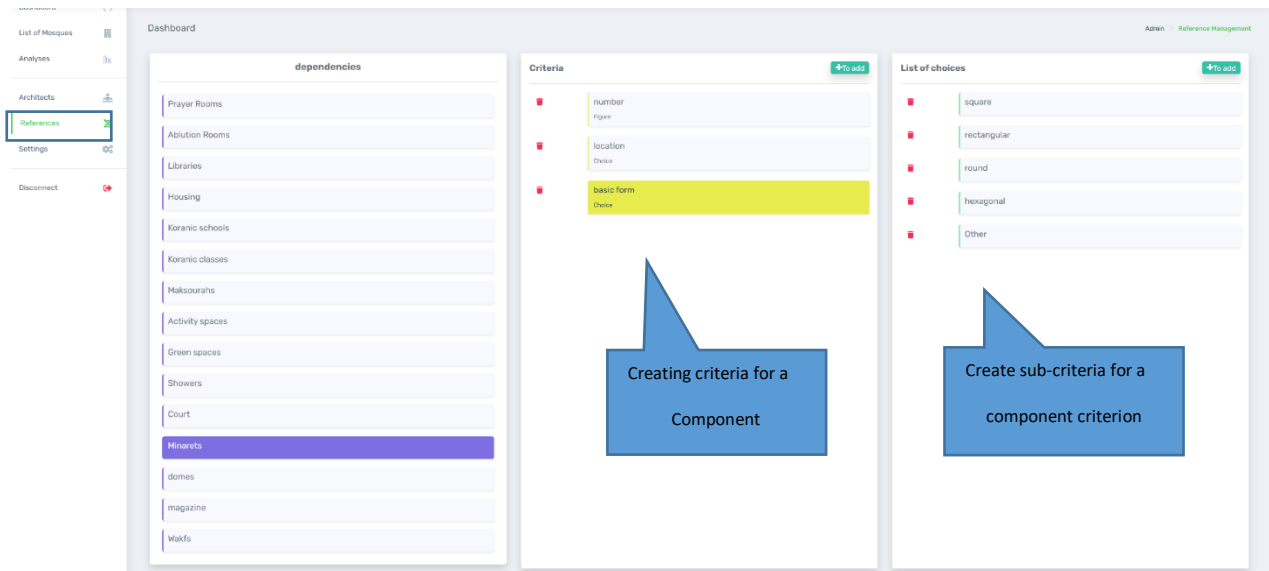 Dashboard
List of Mosques
Analyses
Architects
References
Settings
Disconnect
Dashboard
Admin
Reference Management
dependencies
Prayer Rooms
Ablution Rooms
Libraries
Housing
Koranic schools
Koranic classes
Maksourahs
Activity spaces
Green spaces
Showers
Court
Minarets
domes
magazine
Wakfs
Criteria
+To add
number
Figure
location
Choice
basic form
Choice
Creating criteria for a
Component
List of choices
+To add
square
rectangular
round
hexagonal
Other
Create sub-criteria for a
component criterion